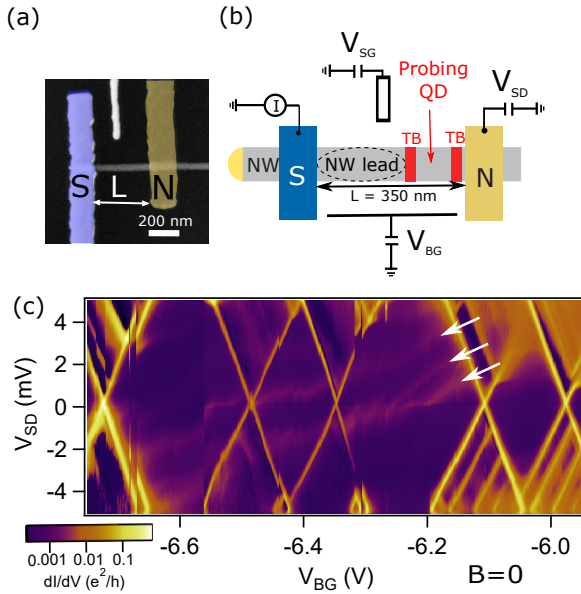 (a)
S
L
N
200 nm
(b)
V_SG
Probing
QD
V_SD
I
TB
TB
NW
S
NW lead
N
L = 350 nm
V_BG
(c)
V_SD (mV)
4
2
0
-2
-4
-6.6
-6.4
-6.2
-6.0
V_BG (V)
B=0
0.001
0.01
0.1
dI/dV (e²/h)